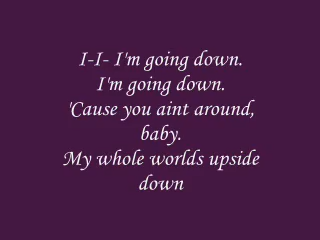 I-I- I'm going down.
I'm going down.
'Cause you aint around,
baby.
My whole worlds upside
down